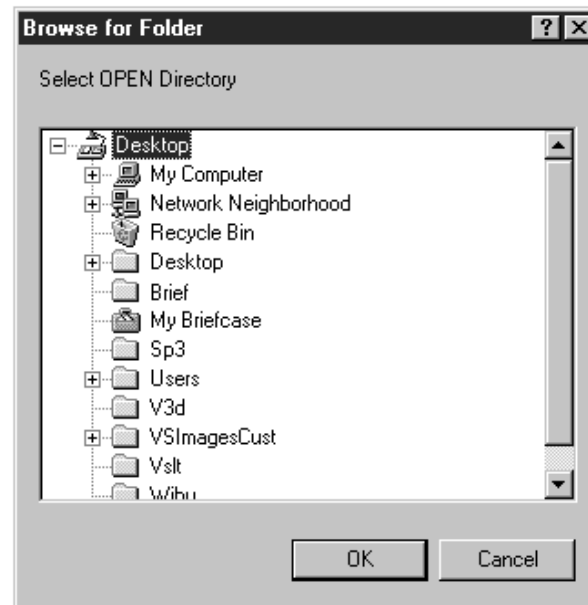 Browse for Folder
Select OPEN Directory
Desktop
My Computer
Network Neighborhood
Recycle Bin
Desktop
Brief
My Briefcase
Sp3
Users
V3d
VSImagesCust
Vslt
Wibu
OK
Cancel